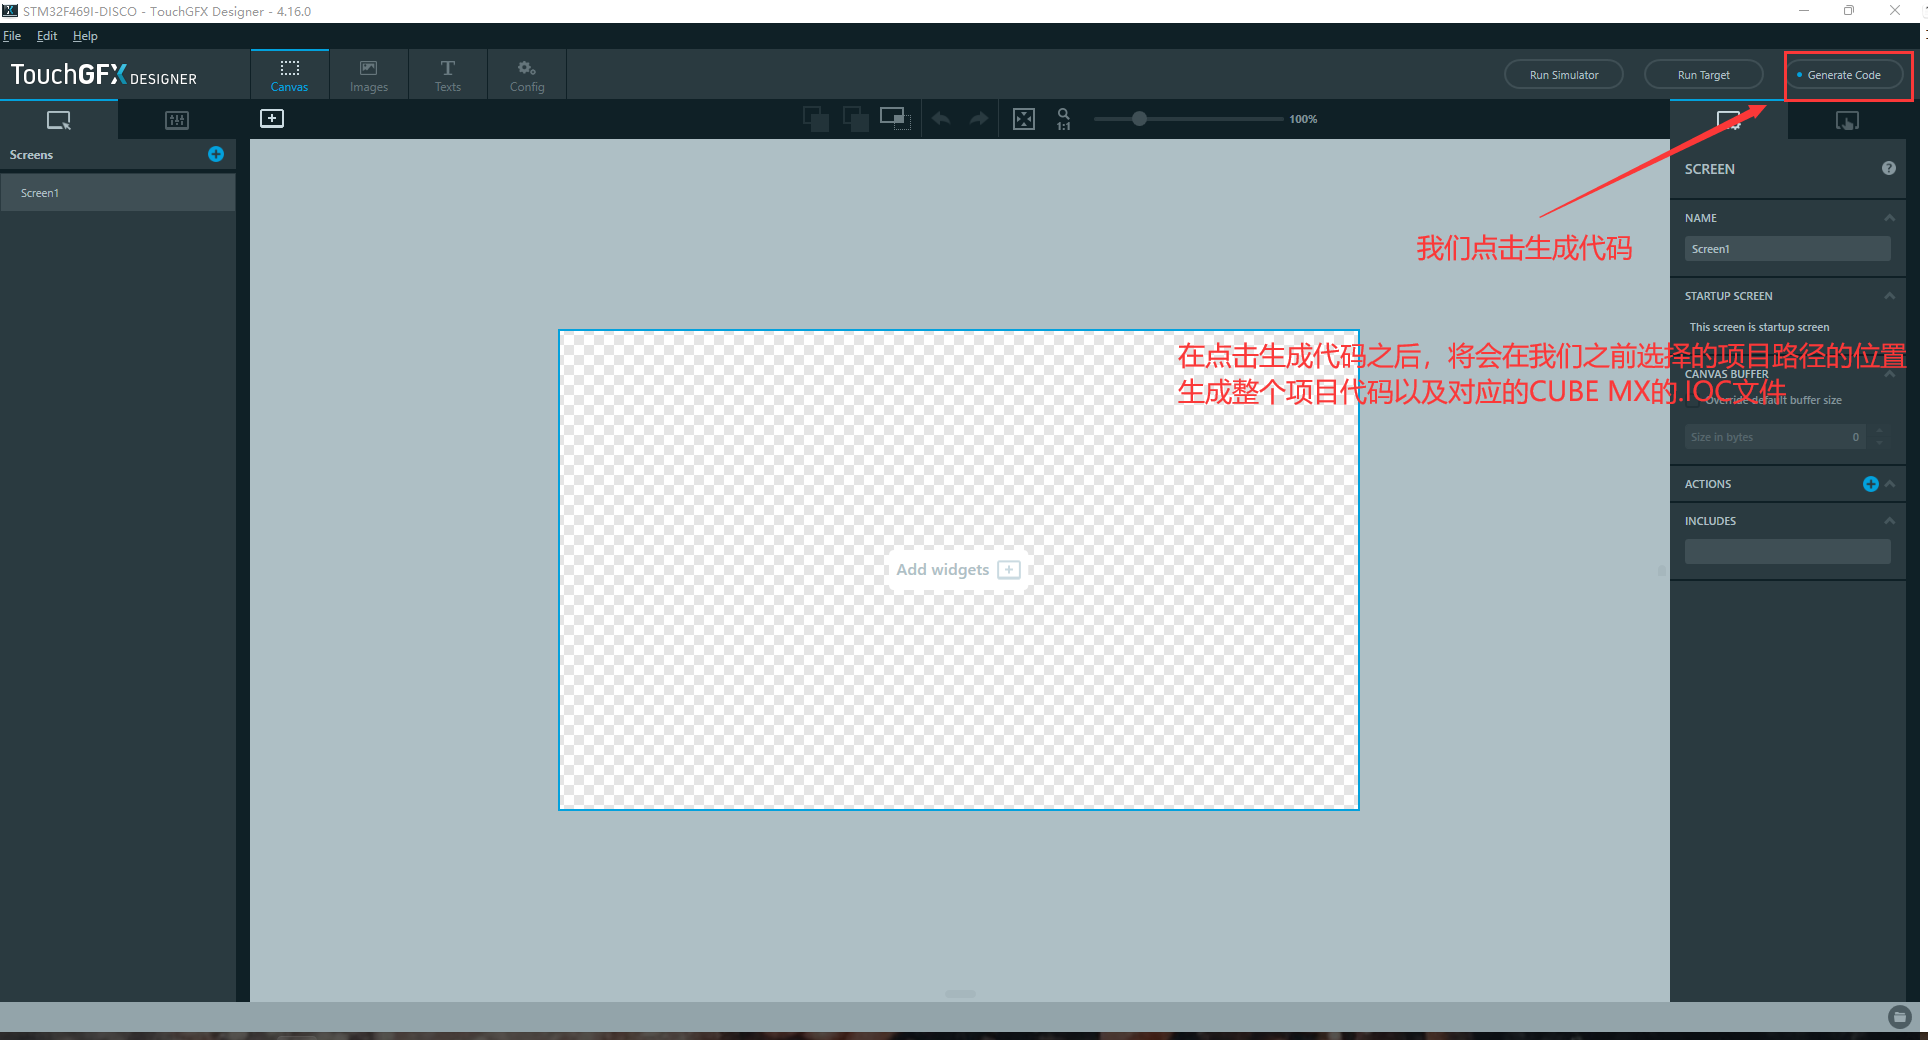 STM32F469I-DISCO - TouchGFX Designer - 4.16.0
File Edit Help
TouchGFX DESIGNER
Canvas
Images
Texts
Config
Run Simulator
Run Target
Generate Code
1:1
100%
Screens
Screen1
SCREEN
NAME
Screen1
我们点击生成代码
STARTUP SCREEN
This screen is startup screen
在点击生成代码之后，将会在我们之前选择的项目路径的位置
生成整个项目代码以及对应的CUBE MX的.IOC文件
CANVAS BUFFER
Override default buffer size
Size in bytes 0
ACTIONS
INCLUDES
Add widgets